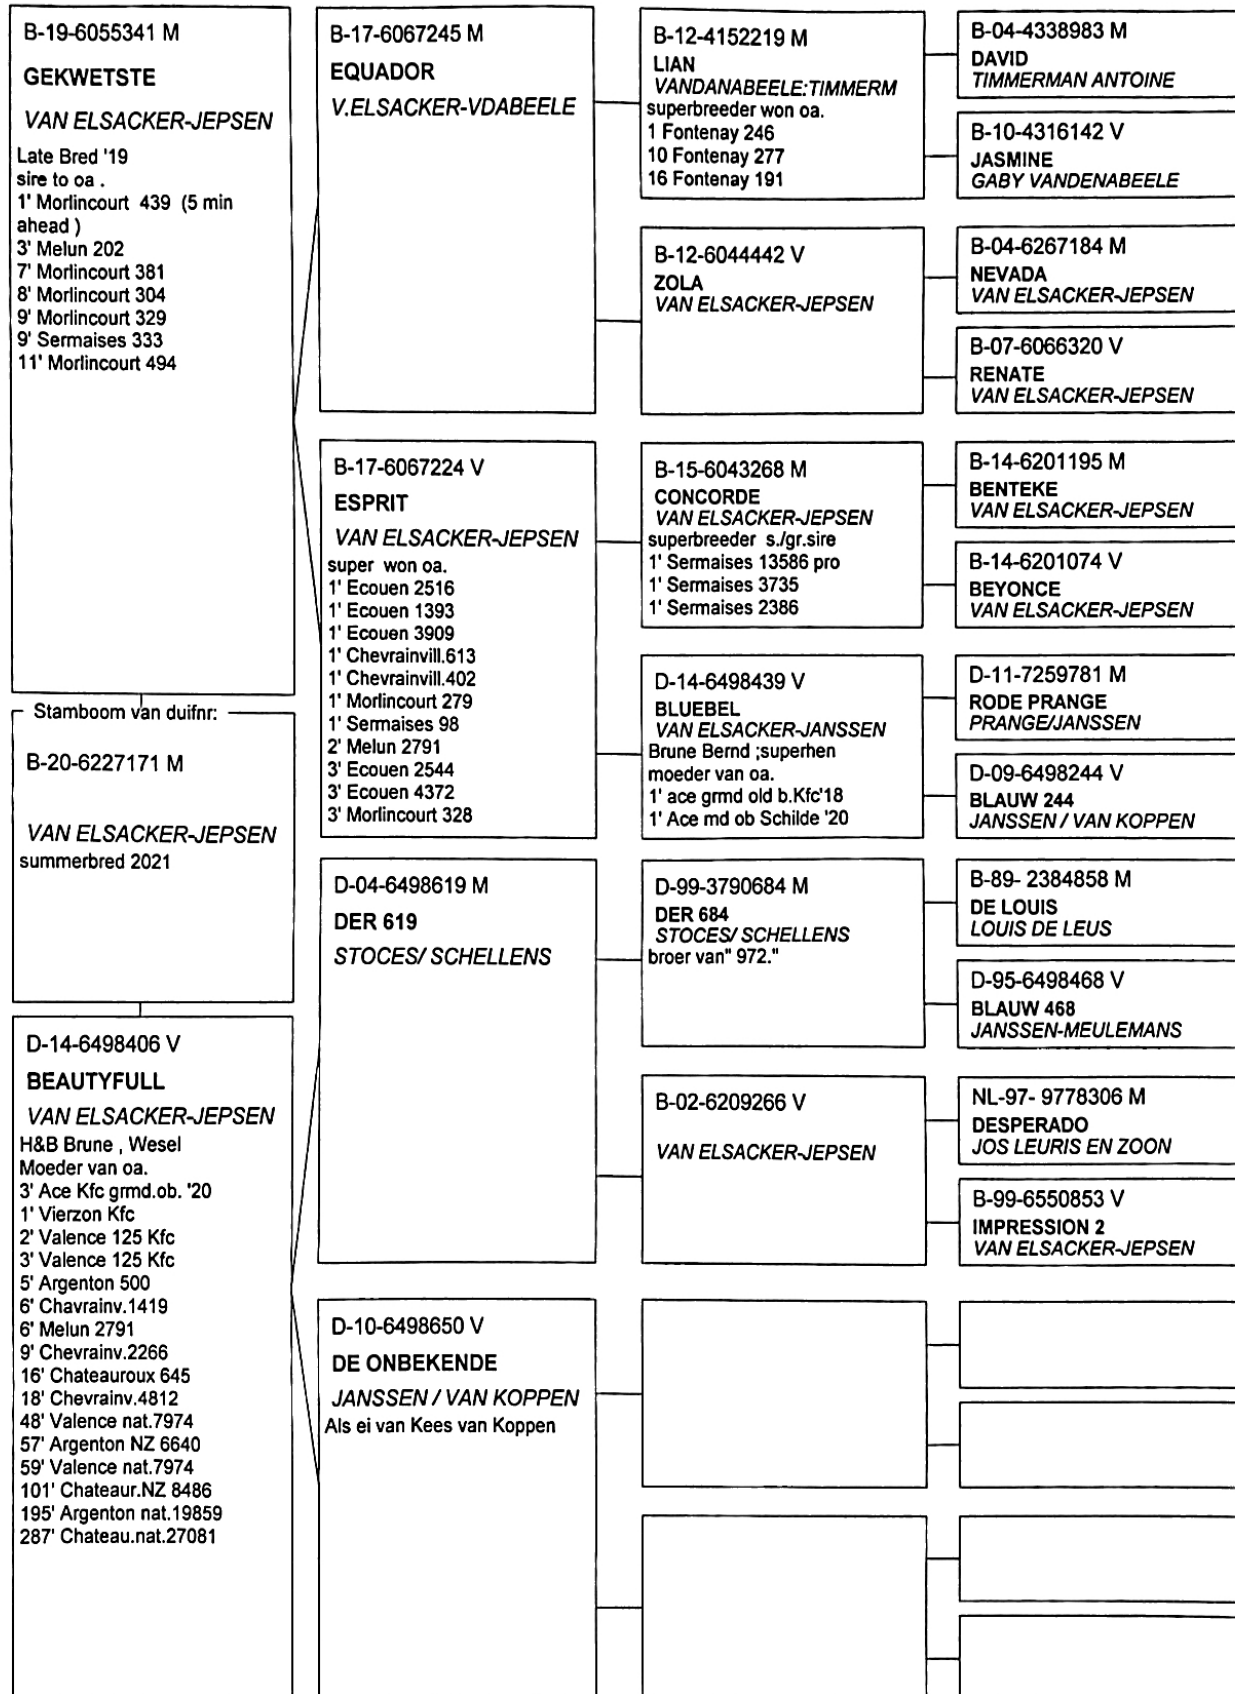 B-19-6055341 M
GEKWETSTE
VAN ELSACKER-JEPSEN
Late Bred '19
sire to oa .
1' Morlincourt 439 (5 min
ahead )
3' Melun 202
7' Morlincourt 381
8' Morlincourt 304
9' Morlincourt 329
9' Sermaises 333
11' Morlincourt 494
Stamboom van duifnr:
B-20-6227171 M
VAN ELSACKER-JEPSEN
summerbred 2021
D-14-6498406 V
BEAUTYFULL
VAN ELSACKER-JEPSEN
H&B Brune , Wesel
Moeder van oa.
3' Ace Kfc grmd.ob. '20
1' Vierzon Kfc
2' Valence 125 Kfc
3' Valence 125 Kfc
5' Argenton 500
6' Chavrainv.1419
6' Melun 2791
9' Chevrainv.2266
16' Chateauroux 645
18' Chevrainv.4812
48' Valence nat.7974
57' Argenton NZ 6640
59' Valence nat.7974
101' Chateaur.NZ 8486
195' Argenton nat.19859
287' Chateau.nat.27081
B-17-6067245 M
EQUADOR
V.ELSACKER-VDABEELE
B-17-6067224 V
ESPRIT
VAN ELSACKER-JEPSEN
super won oa.
1' Ecouen 2516
1' Ecouen 1393
1' Ecouen 3909
1' Chevrainvill.613
1' Chevrainvill.402
1' Morlincourt 279
1' Sermaises 98
2' Melun 2791
3' Ecouen 2544
3' Ecouen 4372
3' Morlincourt 328
D-04-6498619 M
DER 619
STOCES/ SCHELLENS
D-10-6498650 V
DE ONBEKENDE
JANSSEN / VAN KOPPEN
Als ei van Kees van Koppen
B-12-4152219 M
LIAN
VANDANABEELE:TIMMERM
superbreeder won oa.
1 Fontenay 246
10 Fontenay 277
16 Fontenay 191
B-12-6044442 V
ZOLA
VAN ELSACKER-JEPSEN
B-15-6043268 M
CONCORDE
VAN ELSACKER-JEPSEN
superbreeder s./gr.sire
1' Sermaises 13586 pro
1' Sermaises 3735
1' Sermaises 2386
D-14-6498439 V
BLUEBEL
VAN ELSACKER-JANSSEN
Brune Bernd ;superhen
moeder van oa.
1' ace grmd old b.Kfc'18
1' Ace md ob Schilde '20
D-99-3790684 M
DER 684
STOCES/ SCHELLENS
broer van" 972."
B-02-6209266 V
VAN ELSACKER-JEPSEN
B-04-4338983 M
DAVID
TIMMERMAN ANTOINE
B-10-4316142 V
JASMINE
GABY VANDENABEELE
B-04-6267184 M
NEVADA
VAN ELSACKER-JEPSEN
B-07-6066320 V
RENATE
VAN ELSACKER-JEPSEN
B-14-6201195 M
BENTEKE
VAN ELSACKER-JEPSEN
B-14-6201074 V
BEYONCE
VAN ELSACKER-JEPSEN
D-11-7259781 M
RODE PRANGE
PRANGE/JANSSEN
D-09-6498244 V
BLAUW 244
JANSSEN / VAN KOPPEN
B-89- 2384858 M
DE LOUIS
LOUIS DE LEUS
D-95-6498468 V
BLAUW 468
JANSSEN-MEULEMANS
NL-97- 9778306 M
DESPERADO
JOS LEURIS EN ZOON
B-99-6550853 V
IMPRESSION 2
VAN ELSACKER-JEPSEN